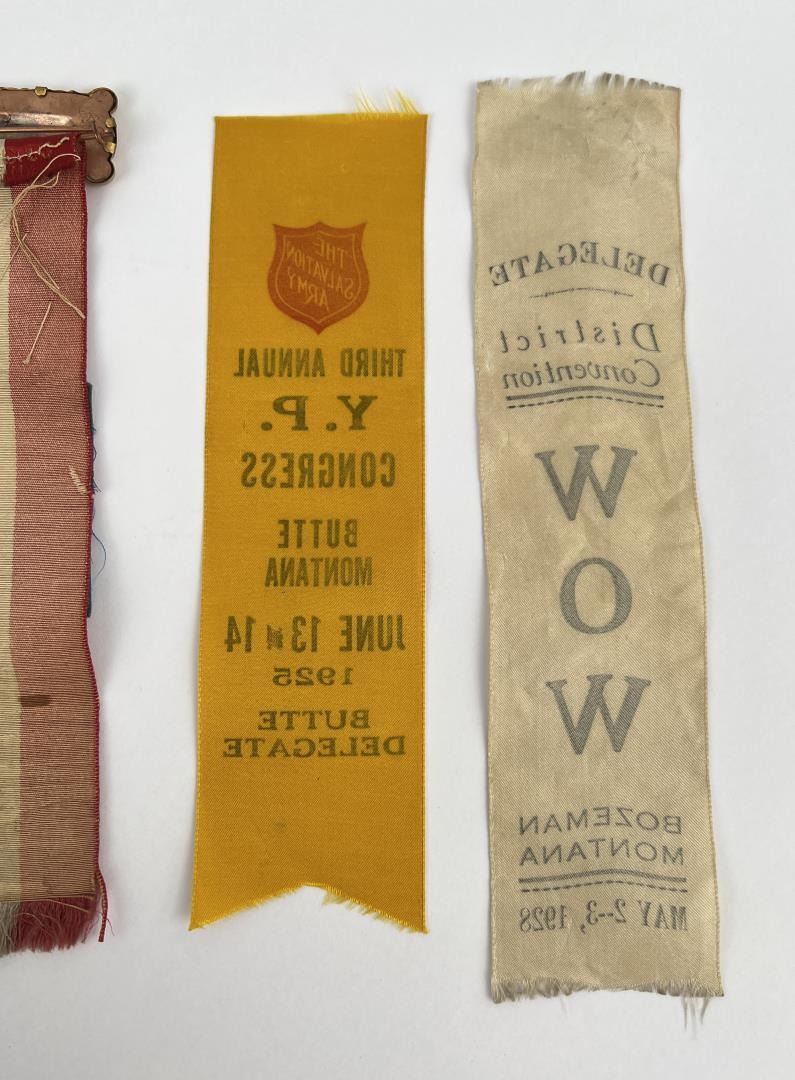 THE
SALVATION
ARMY
THIRD ANNUAL
Y.P.
CONGRESS
BUTTE
MONTANA
JUNE 13 and 14
1925
BUTTE
DELEGATE
DELEGATE
District
Convention
W
O
W
BOZEMAN
MONTANA
MAY 2-3, 1928